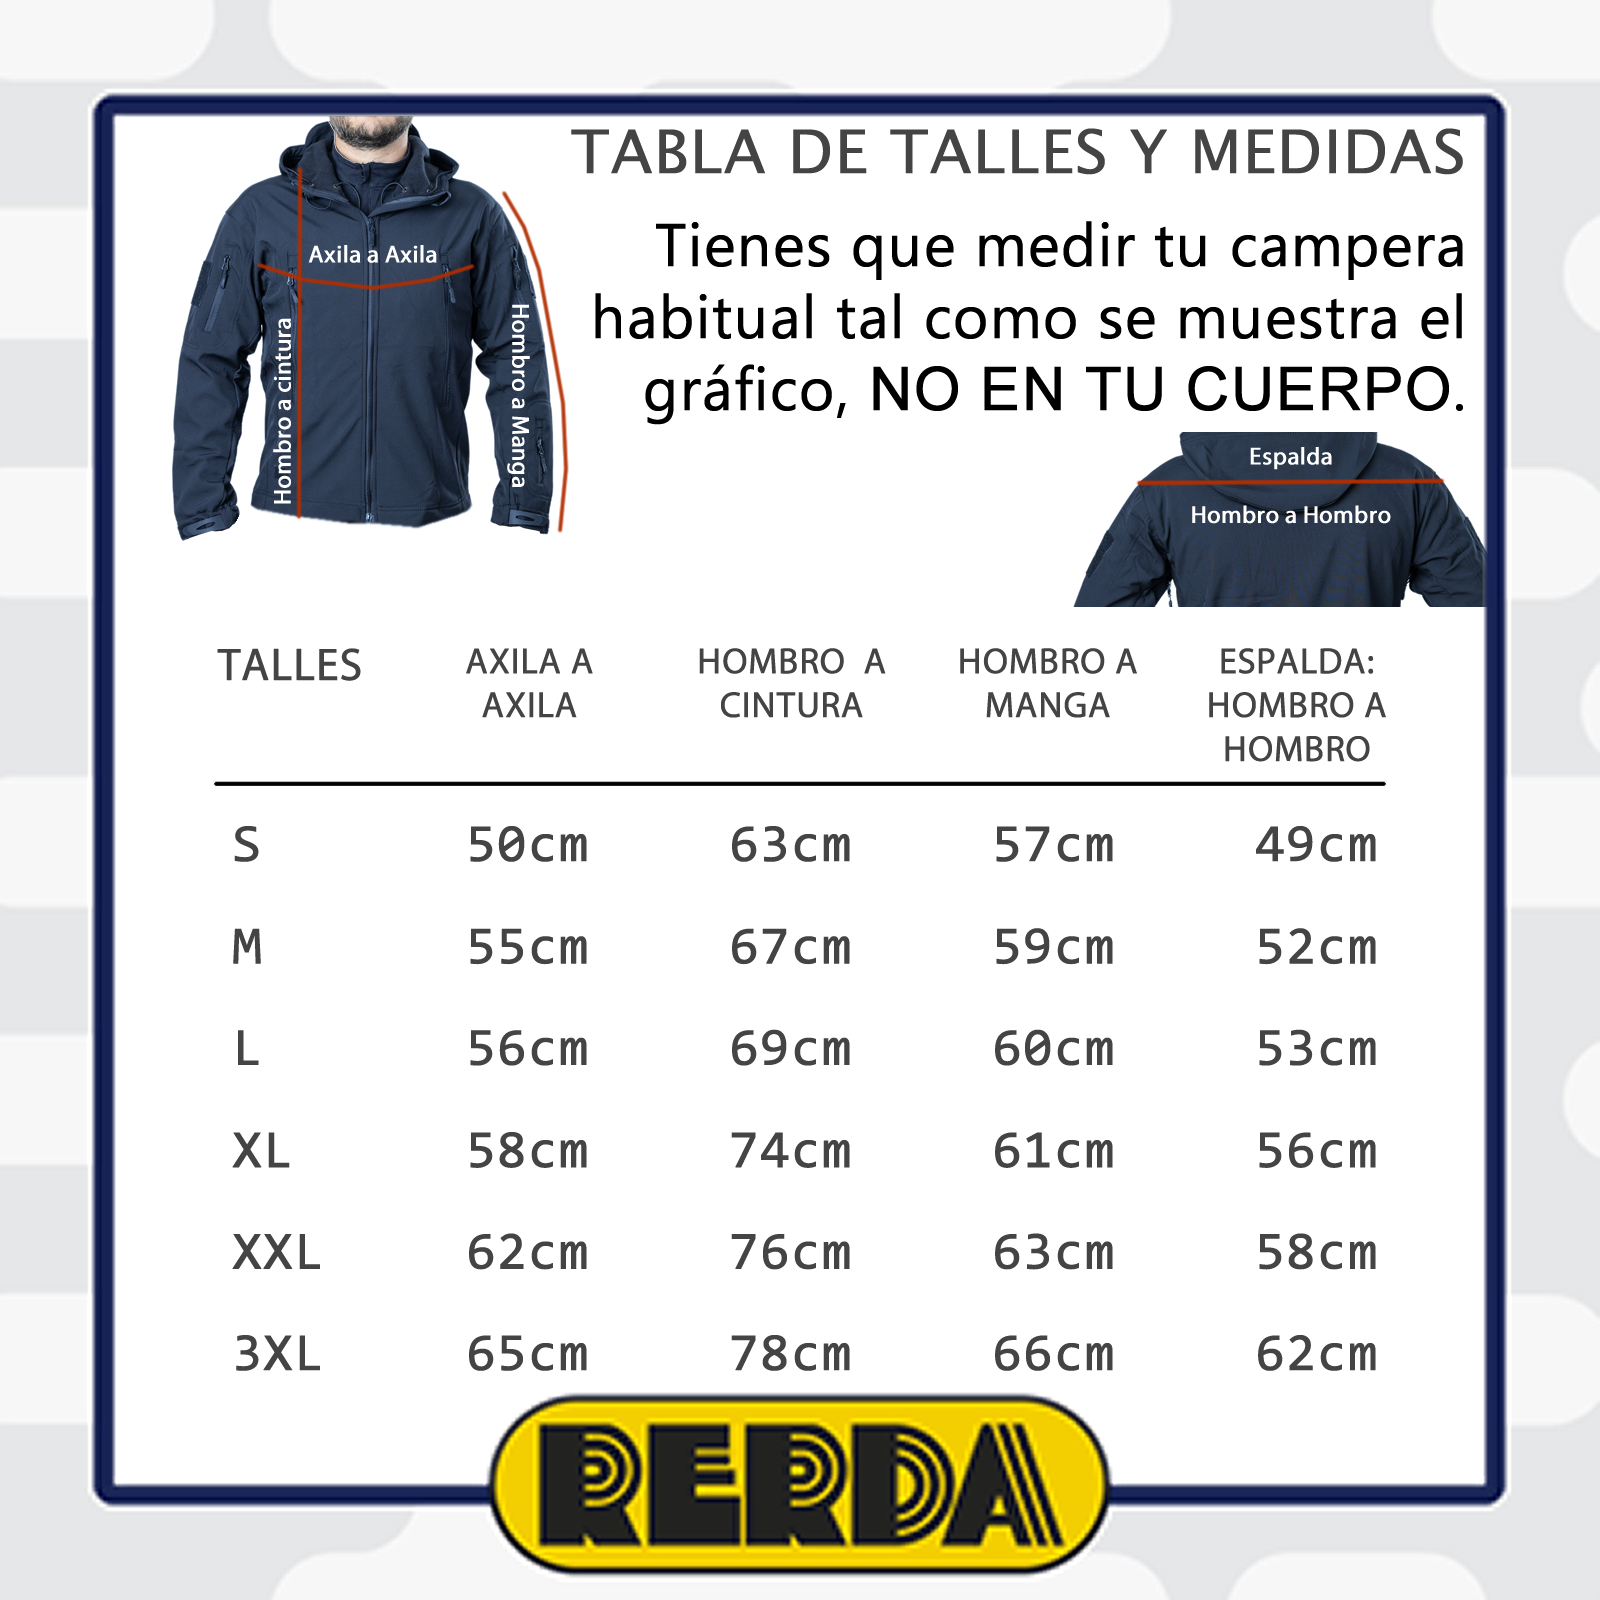 TABLA DE TALLES Y MEDIDAS
Tienes que medir tu campera
habitual tal como se muestra el
gráfico, NO EN TU CUERPO.
Axila a Axila
Hombro a cintura
Hombro a Manga
Espalda
Hombro a Hombro
TALLES AXILA A AXILA HOMBRO A CINTURA HOMBRO A MANGA ESPALDA: HOMBRO A HOMBRO
S 50cm 63cm 57cm 49cm
M 55cm 67cm 59cm 52cm
L 56cm 69cm 60cm 53cm
XL 58cm 74cm 61cm 56cm
XXL 62cm 76cm 63cm 58cm
3XL 65cm 78cm 66cm 62cm
RERDA